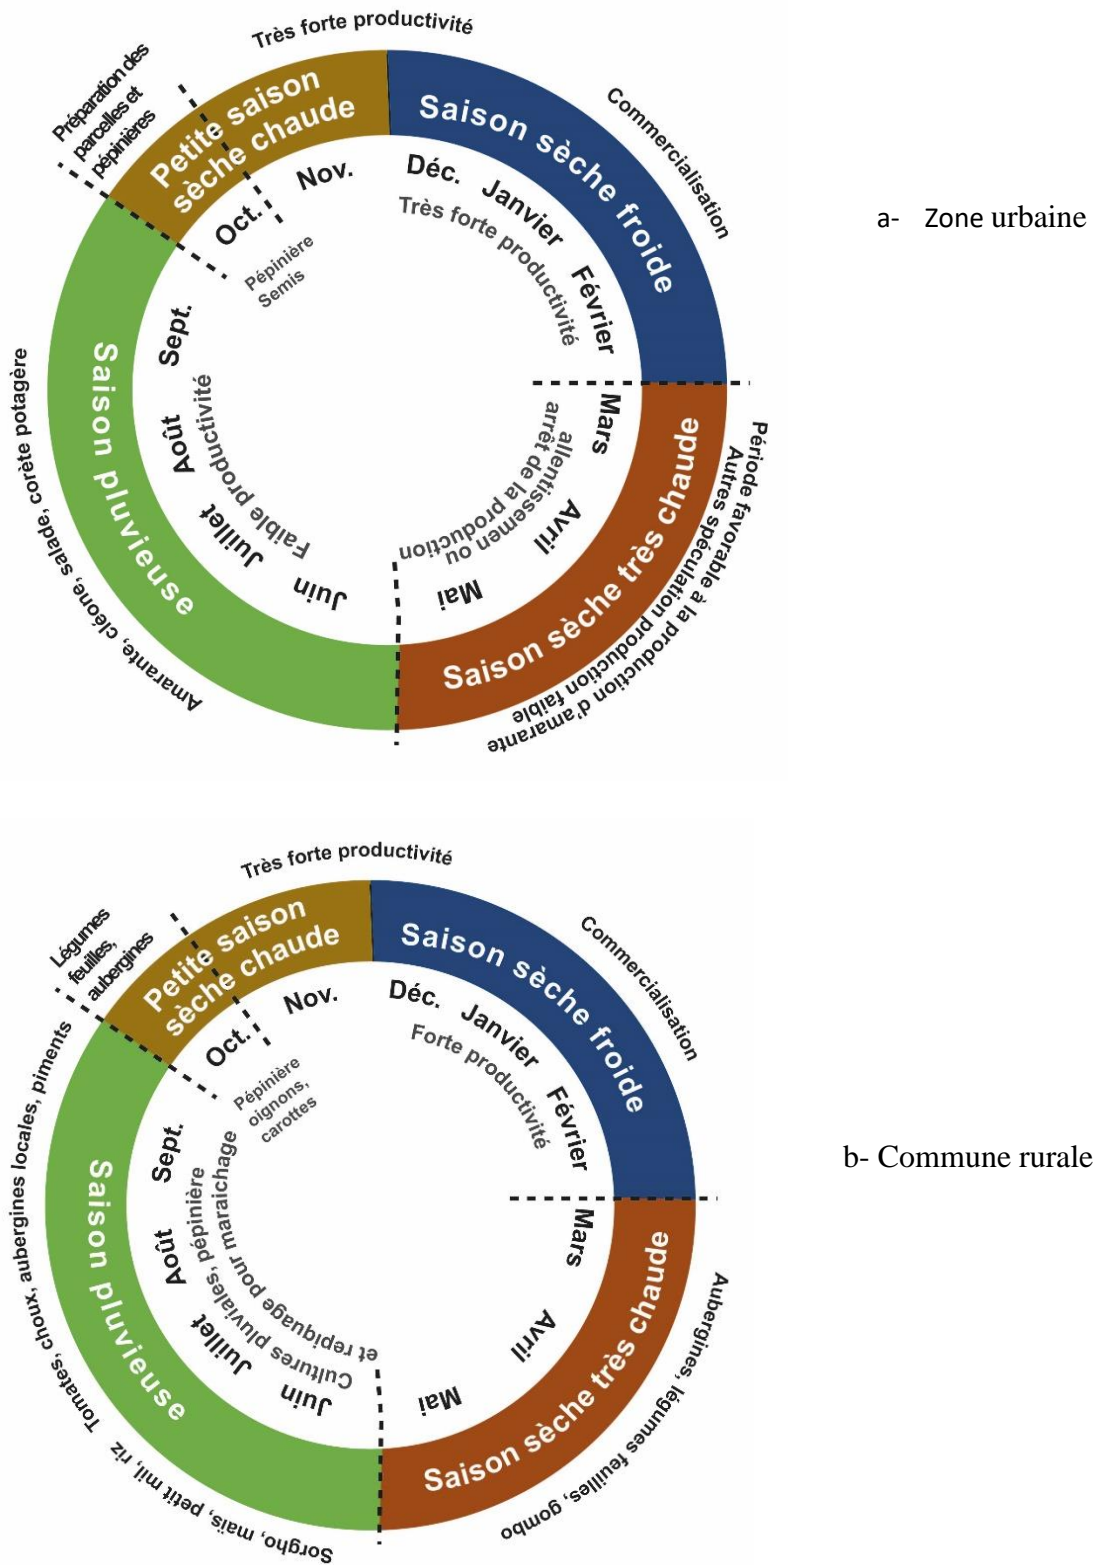 Très forte productivité
Préparation des
parcelles et
pépinières
Petite saison
sèche chaude
Saison sèche froide
Commercialisation
Oct.
Nov.
Déc.
Janvier
Février
Très forte productivité
Pépinière
Semis
a- Zone urbaine
Sept.
Août
Juillet
Juin
Faible productivité
Saison pluvieuse
Amarante, cléone, salade, corète potagère
Mars
Avril
Mai
allentissemen ou
arrêt de la production
Saison sèche très chaude
Période favorable à la production d'amarante
Autres spéculation production faible
Très forte productivité
Légumes
feuilles,
aubergines
Petite saison
sèche chaude
Saison sèche froide
Commercialisation
Oct.
Nov.
Déc.
Janvier
Février
Forte productivité
Pépinière
oignons,
carottes
b- Commune rurale
Sept.
Août
Juillet
Juin
Cultures pluviales, pépinière
et repiquage pour maraichage
Saison pluvieuse
Tomates, choux, aubergines locales, piments
Sorgho, maïs, petit mil, riz
Mars
Avril
Mai
Saison sèche très chaude
Aubergines, légumes feuilles, gombo